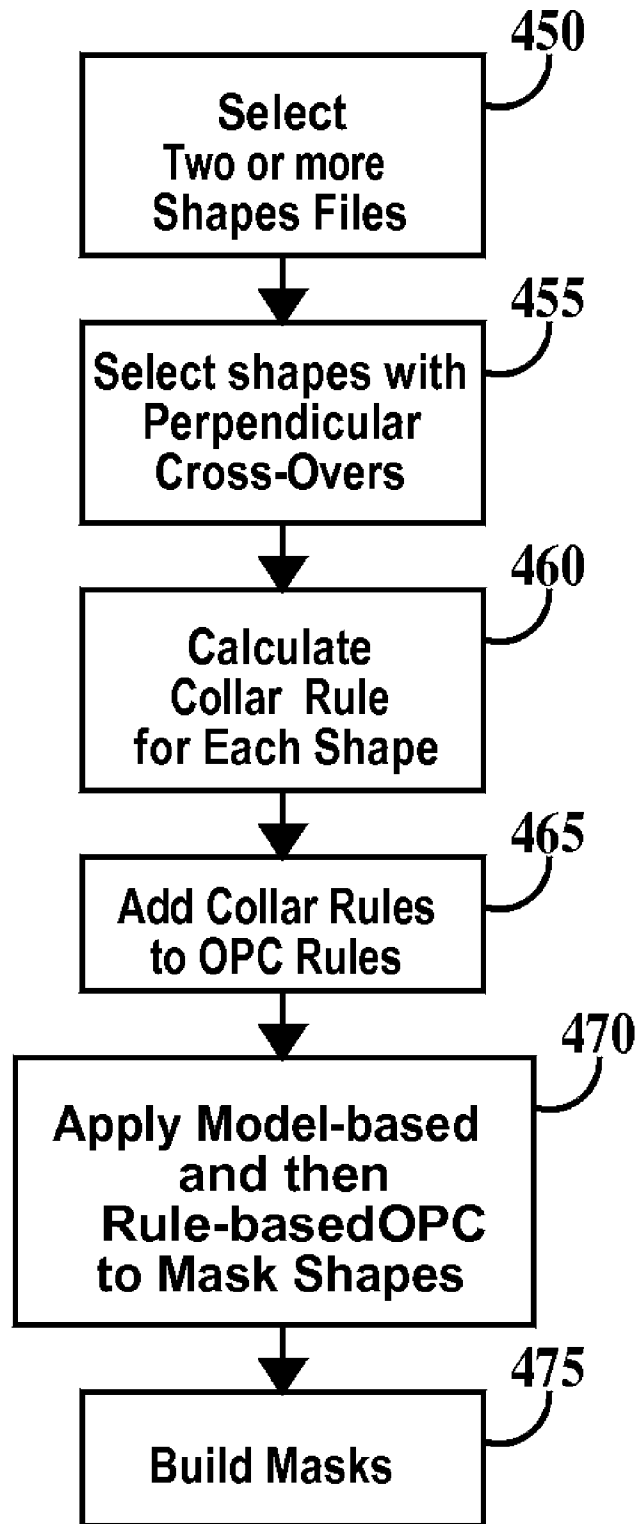 450
Select
Two or more
Shapes Files
455
Select shapes with
Perpendicular
Cross-Overs
460
Calculate
Collar Rule
for Each Shape
465
Add Collar Rules
to OPC Rules
470
Apply Model-based
and then
Rule-basedOPC
to Mask Shapes
475
Build Masks